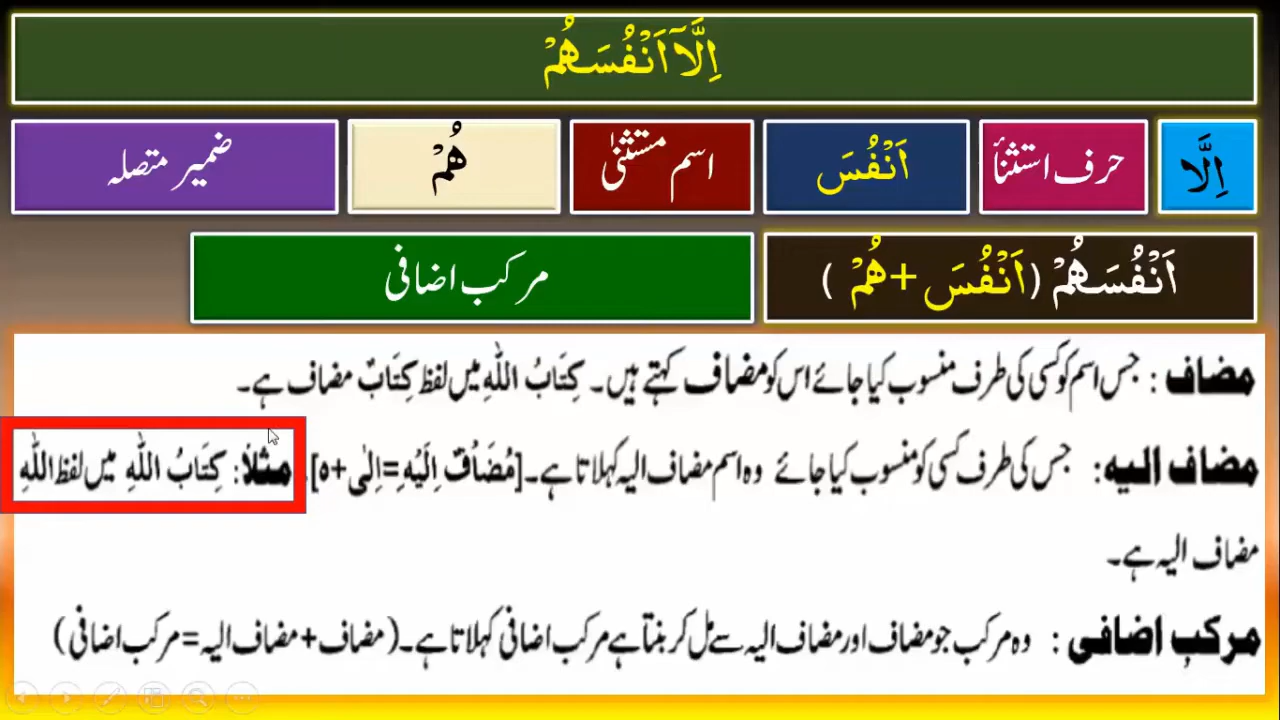 اِلَّاۤ اَنْفُسَهُمْ
اِلَّا حرف استثنأ اَنْفُسَ اسم مستثنیٰ هُمْ ضمیر متصلہ
اَنْفُسَهُمْ (اَنْفُسَ + هُمْ) مرکب اضافی
مضاف : جس اسم کو کسی کی طرف منسوب کیا جائے اس کو مضاف کہتے ہیں۔ كِتَابُ اللّٰهِ میں لفظ كِتَابٌ مضاف ہے۔
مضاف الیہ: جس کی طرف کسی کو منسوب کیا جائے وہ اسم مضاف الیہ کہلاتا ہے۔ [مُضَافٌ اِلَيْهِ=اِلٰى+ه]. مثلاً: كِتَابُ اللّٰهِ میں لفظ اللّٰهِ
مضاف الیہ ہے۔
مرکبِ اضافی : وہ مرکب جو مضاف اور مضاف الیہ سے مل کر بنتا ہے مرکب اضافی کہلاتا ہے۔ (مضاف + مضاف الیہ = مرکب اضافی)